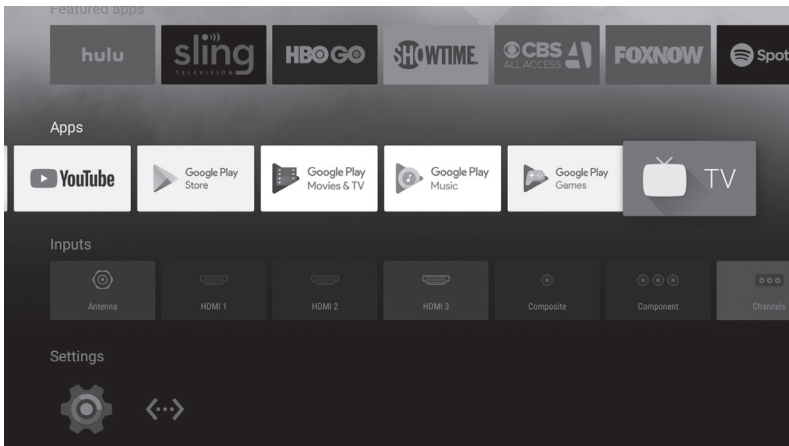 Featured apps
hulu
sling
TELEVISION
HBO GO
SHOWTIME.
CBS
ALL ACCESS
FOXNOW
Spot
Apps
YouTube
Google Play
Store
Google Play
Movies & TV
Google Play
Music
Google Play
Games
TV
Inputs
Antenna
HDMI 1
HDMI 2
HDMI 3
Composite
Component
Channels
Settings